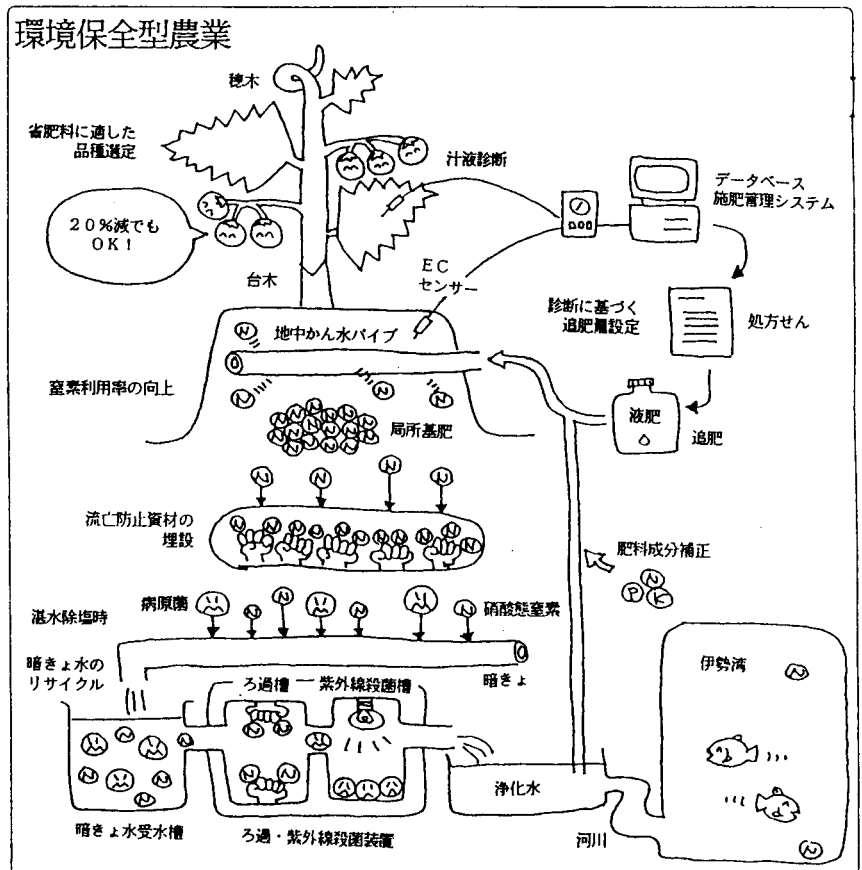 環境保全型農業
穂木
省肥料に適した
品種選定
汁液診断
データベース
施肥管理システム
20%減でも
OK!
台木
EC
センサー
診断に基づく
追肥量設定
処方せん
N
地中かん水パイプ
窒素利用率の向上
N
N
N
液肥
追肥
局所基肥
N N N N N N N N N N N N N N
N
N
N
N
流亡防止資材の
埋設
N N N N N N N N N N
肥料成分補正
N
P
K
湛水除塩時
病原菌
N
N
N
N
硝酸態窒素
暗きょ水の
リサイクル
暗きょ
伊勢湾
N
ろ過槽
紫外線殺菌槽
N
N
N
N
N
N
N
N
N
浄化水
暗きょ水受水槽
ろ過・紫外線殺菌装置
河川
N